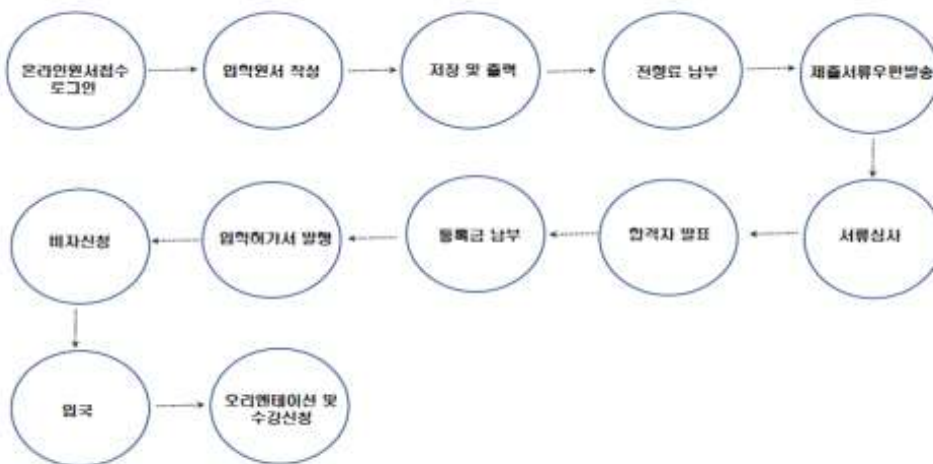 온라인원서접수
로그인
입학원서 작성
저장 및 출력
전형료 납부
제출서류우편발송
서류심사
합격자 발표
등록금 납부
입학허가서 발행
비자신청
입국
오리엔테이션 및
수강신청